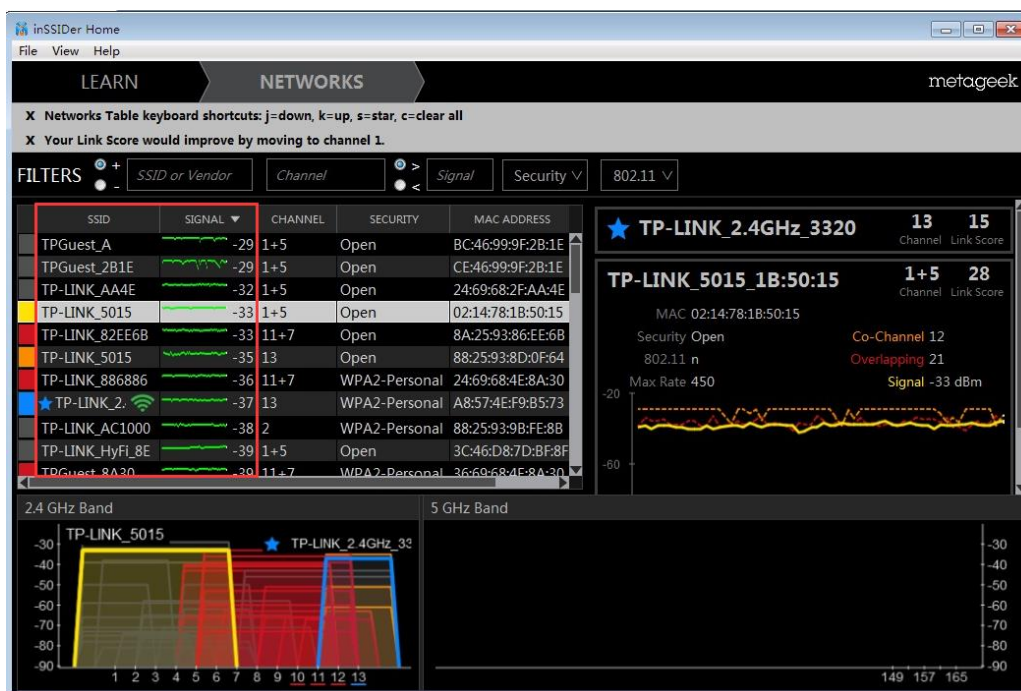 inSSIDer Home
File View Help
LEARN NETWORKS metageek
X Networks Table keyboard shortcuts: j=down, k=up, s=star, c=clear all
X Your Link Score would improve by moving to channel 1.
FILTERS + - SSID or Vendor Channel > < Signal Security 802.11
SSID SIGNAL CHANNEL SECURITY MAC ADDRESS
TPGuest_A -29 1+5 Open BC:46:99:9F:2B:1E
TPGuest_2B1E -29 1+5 Open CE:46:99:9F:2B:1E
TP-LINK_AA4E -32 1+5 Open 24:69:68:2F:AA:4E
TP-LINK_5015 -33 1+5 Open 02:14:78:1B:50:15
TP-LINK_82EE6B -33 11+7 Open 8A:25:93:86:EE:6B
TP-LINK_5015 -35 13 Open 88:25:93:8D:0F:64
TP-LINK_886886 -36 11+7 WPA2-Personal 24:69:68:4E:8A:30
TP-LINK_2. -37 13 WPA2-Personal A8:57:4E:F9:B5:73
TP-LINK_AC1000 -38 2 WPA2-Personal 88:25:93:9B:FE:8B
TP-LINK_HyFi_8E -39 1+5 Open 3C:46:D8:7D:BF:8F
TPGuest_8A30 -39 11+7 WPA2-Personal 36:69:68:4E:8A:30
TP-LINK_2.4GHz_3320 13 Channel 15 Link Score
TP-LINK_5015_1B:50:15 1+5 Channel 28 Link Score
MAC 02:14:78:1B:50:15
Security Open Co-Channel 12
802.11 n Overlapping 21
Max Rate 450 Signal -33 dBm
-20
-60
2.4 GHz Band
TP-LINK_5015 TP-LINK_2.4GHz_33
-30
-40
-50
-60
-70
-80
-90
1 2 3 4 5 6 7 8 9 10 11 12 13
5 GHz Band
-30
-40
-50
-60
-70
-80
-90
149 157 165